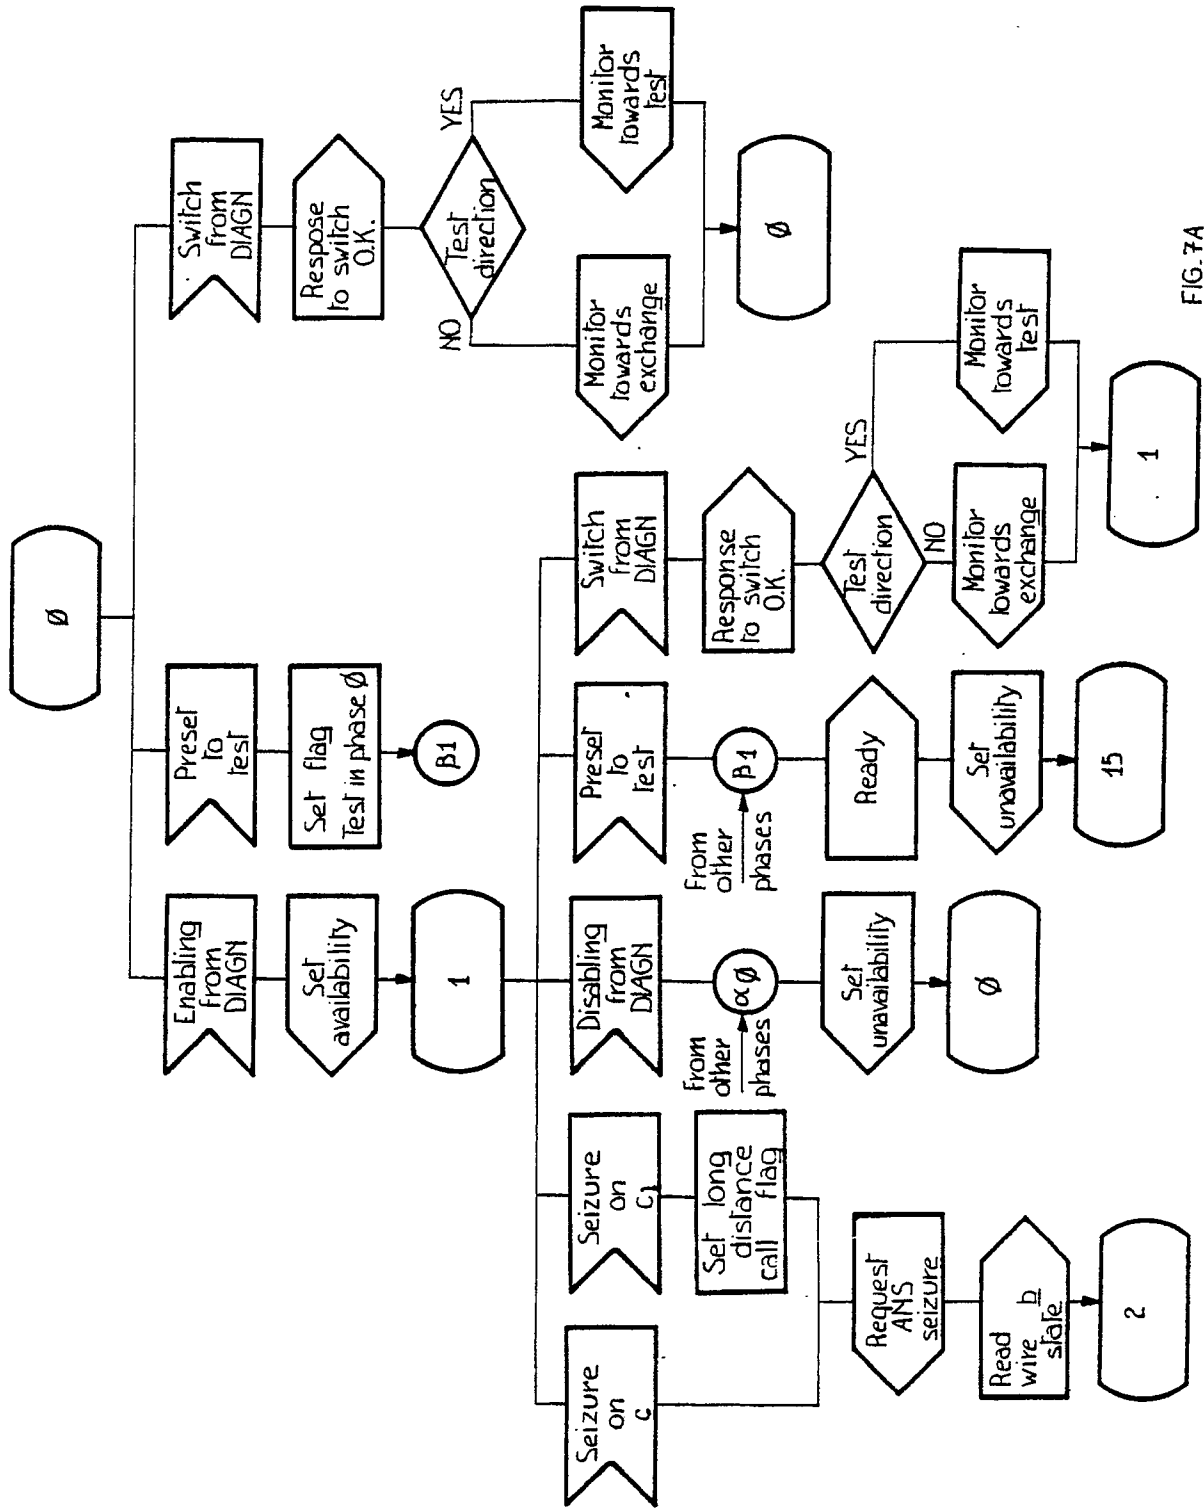 Ø
Enabling
from
DIAGN
Set
availability
1
Preset
to
test
Set flag
Test in phase Ø
β1
Switch
from
DIAGN
Respose
to switch
O.K.
Test
direction
NO
YES
Monitor
towards
exchange
Monitor
towards
test
Ø
Seizure
on
c
Seizure
on
C1
Set long
distance
call flag
Request
AMS
seizure
Read
wire b
state
2
Disabling
from
DIAGN
From
other
phases
αØ
Set
unavailability
Ø
Preset
to
Test
From
other
phases
β1
Ready
Set
unavailability
15
Switch
from
DIAGN
Response
to switch
O.K.
Test
direction
NO
YES
Monitor
towards
exchange
Monitor
towards
test
1
FIG. 7A